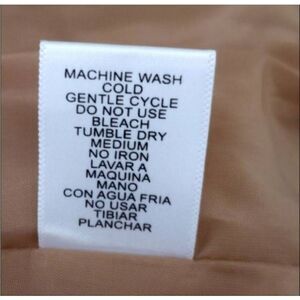 MACHINE WASH
COLD
GENTLE CYCLE
DO NOT USE
BLEACH
TUMBLE DRY
MEDIUM
NO IRON
LAVAR A
MAQUINA
MANO
CON AGUA FRIA
NO USAR
TIBIAR
PLANCHAR